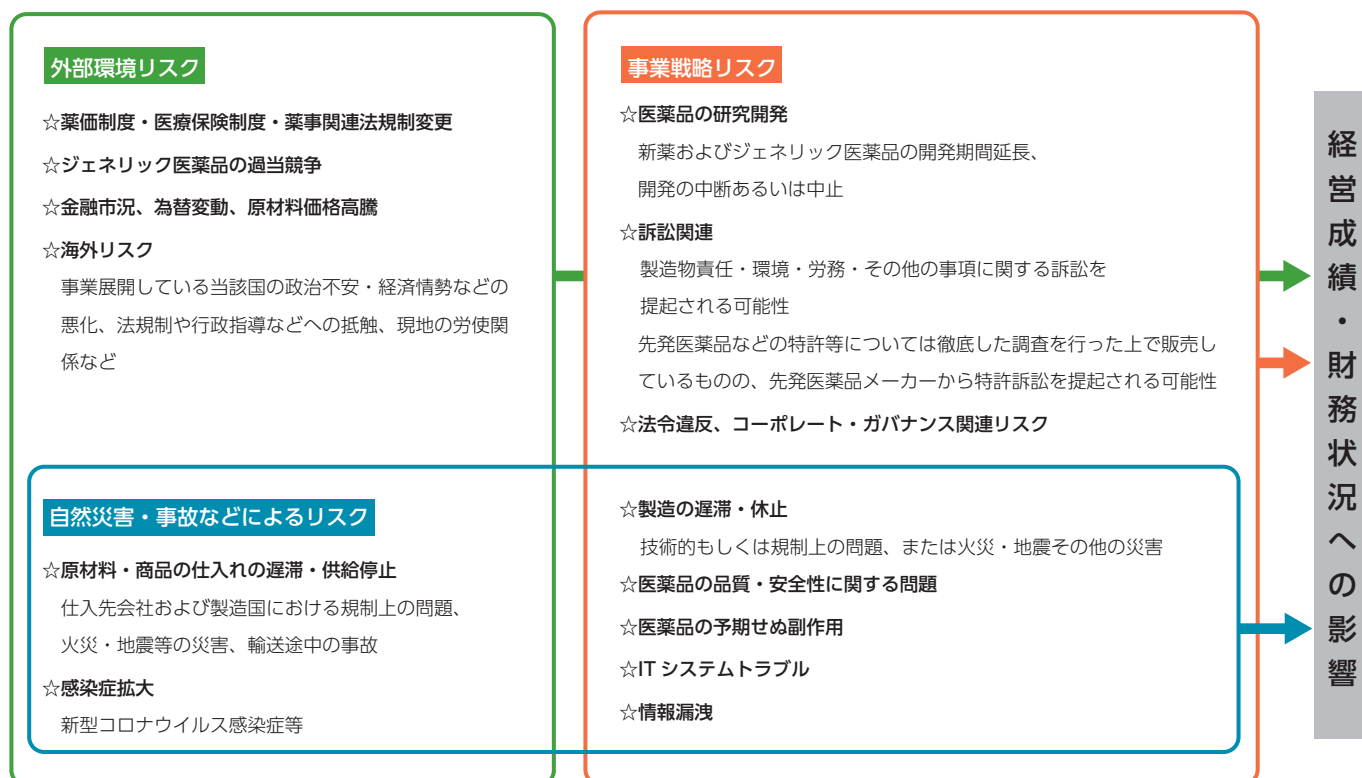 外部環境リスク
☆薬価制度・医療保険制度・薬事関連法規制変更
☆ジェネリック医薬品の過当競争
☆金融市況、為替変動、原材料価格高騰
☆海外リスク
事業展開している当該国の政治不安・経済情勢などの
悪化、法規制や行政指導などへの抵触、現地の労使関
係など
事業戦略リスク
☆医薬品の研究開発
新薬およびジェネリック医薬品の開発期間延長、
開発の中断あるいは中止
☆訴訟関連
製造物責任・環境・労務・その他の事項に関する訴訟を
提起される可能性
先発医薬品などの特許等については徹底した調査を行った上で販売し
ているものの、先発医薬品メーカーから特許訴訟を提起される可能性
☆法令違反、コーポレート・ガバナンス関連リスク
自然災害・事故などによるリスク
☆原材料・商品の仕入れの遅滞・供給停止
仕入先会社および製造国における規制上の問題、
火災・地震等の災害、輸送途中の事故
☆感染症拡大
新型コロナウイルス感染症等
☆製造の遅滞・休止
技術的もしくは規制上の問題、または火災・地震その他の災害
☆医薬品の品質・安全性に関する問題
☆医薬品の予期せぬ副作用
☆IT システムトラブル
☆情報漏洩
経営成績・財務状況への影響